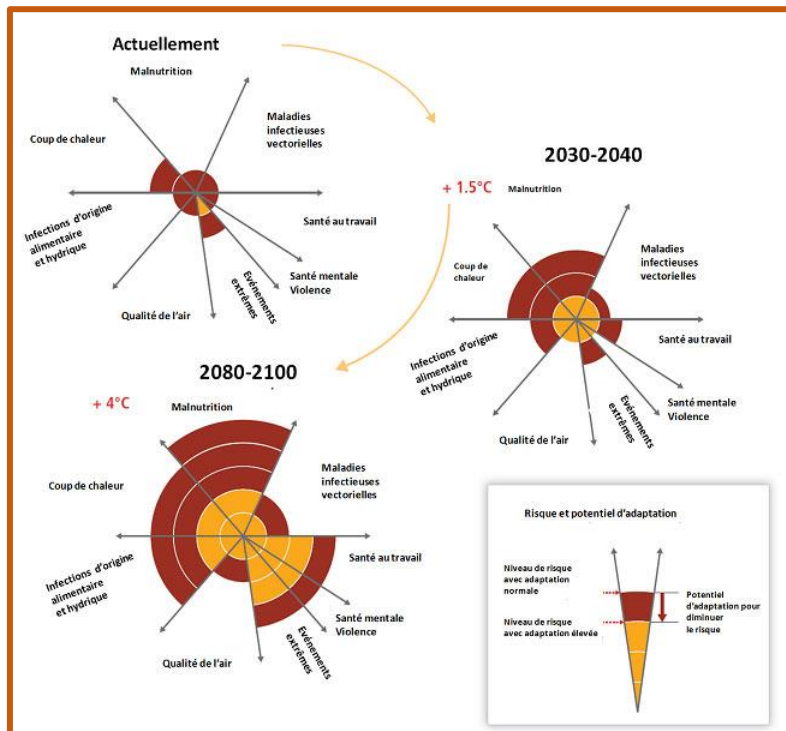 Actuellement
Malnutrition
Coup de chaleur
Maladies
infectieuses
vectorielles
Infections d'origine
alimentaire
et hydrique
Santé au travail
Santé mentale
Violence
Evénements
extrêmes
Qualité de l'air
2030-2040
+ 1.5°C
Malnutrition
Coup de
chaleur
Maladies
infectieuses
vectorielles
Infections d'origine
alimentaire
et hydrique
Santé au travail
Santé mentale
Violence
Evénements
extrêmes
Qualité de l'air
2080-2100
+ 4°C
Malnutrition
Coup de chaleur
Maladies
infectieuses
vectorielles
Infections d'origine
alimentaire
et hydrique
Santé au travail
Santé mentale
Violence
Evénements
extrêmes
Qualité de l'air
Risque et potentiel d'adaptation
Niveau de risque
avec adaptation
normale
Niveau de risque
avec adaptation élevée
Potentiel
d'adaptation pour
diminuer
le risque